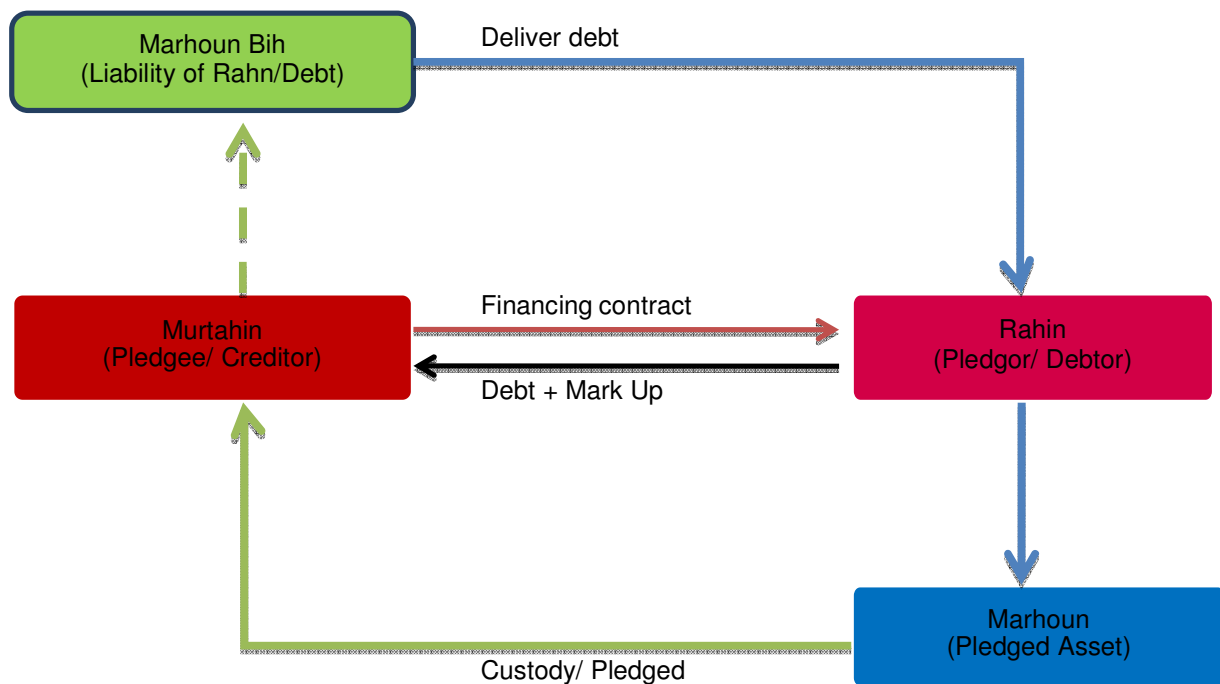 Marhoun Bih
(Liability of Rahn/Debt)
Deliver debt
Murtahin
(Pledgee/ Creditor)
Financing contract
Debt + Mark Up
Rahin
(Pledgor/ Debtor)
Marhoun
(Pledged Asset)
Custody/ Pledged